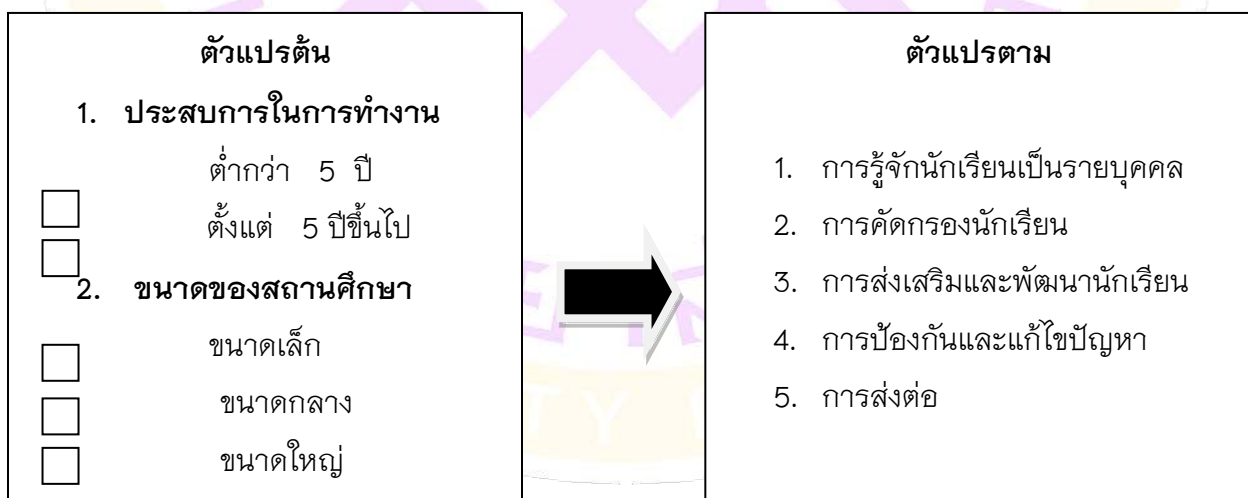 ตัวแปรต้น
1. ประสบการในการทำงาน
ต่ำกว่า 5 ปี
ตั้งแต่ 5 ปีขึ้นไป
2. ขนาดของสถานศึกษา
ขนาดเล็ก
ขนาดกลาง
ขนาดใหญ่
ตัวแปรตาม
1. การรู้จักนักเรียนเป็นรายบุคคล
2. การคัดกรองนักเรียน
3. การส่งเสริมและพัฒนานักเรียน
4. การป้องกันและแก้ไขปัญหา
5. การส่งต่อ